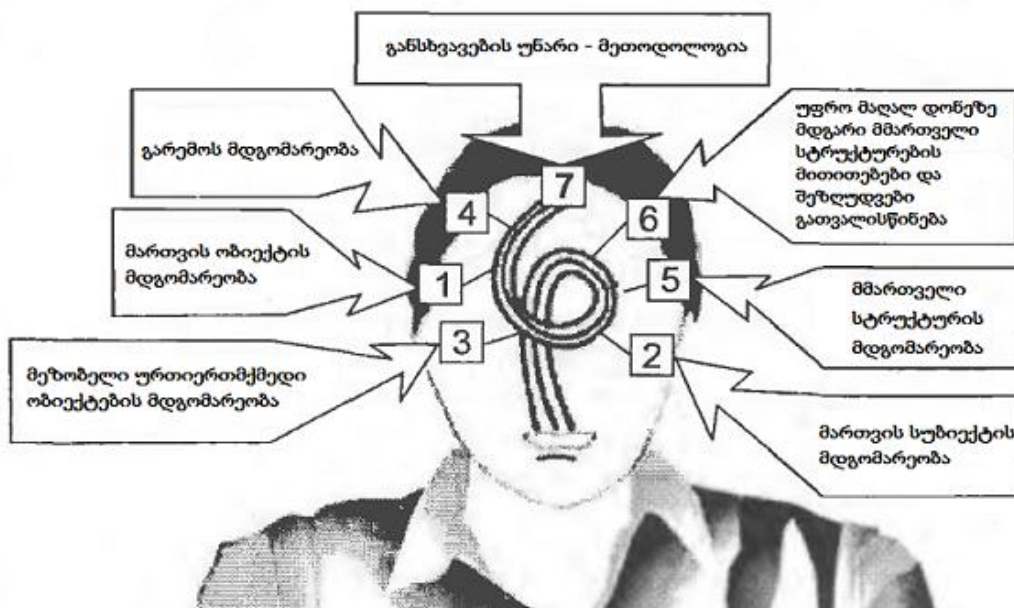 განსხვავების უნარი - მეთოდოლოგია
გარემოს მდგომარეობა
უფრო მაღალ დონეზე
მდგარი მმართველი
სტრუქტურების
მითითებები და
შეზღუდვები
გათვალისწინება
7
4
6
მართვის ობიექტის
მდგომარეობა
1
5
მმართველი
სტრუქტურის
მდგომარეობა
3
2
მეზობელი ურთიერთმქმედი
ობიექტების მდგომარეობა
მართვის სუბიექტის
მდგომარეობა